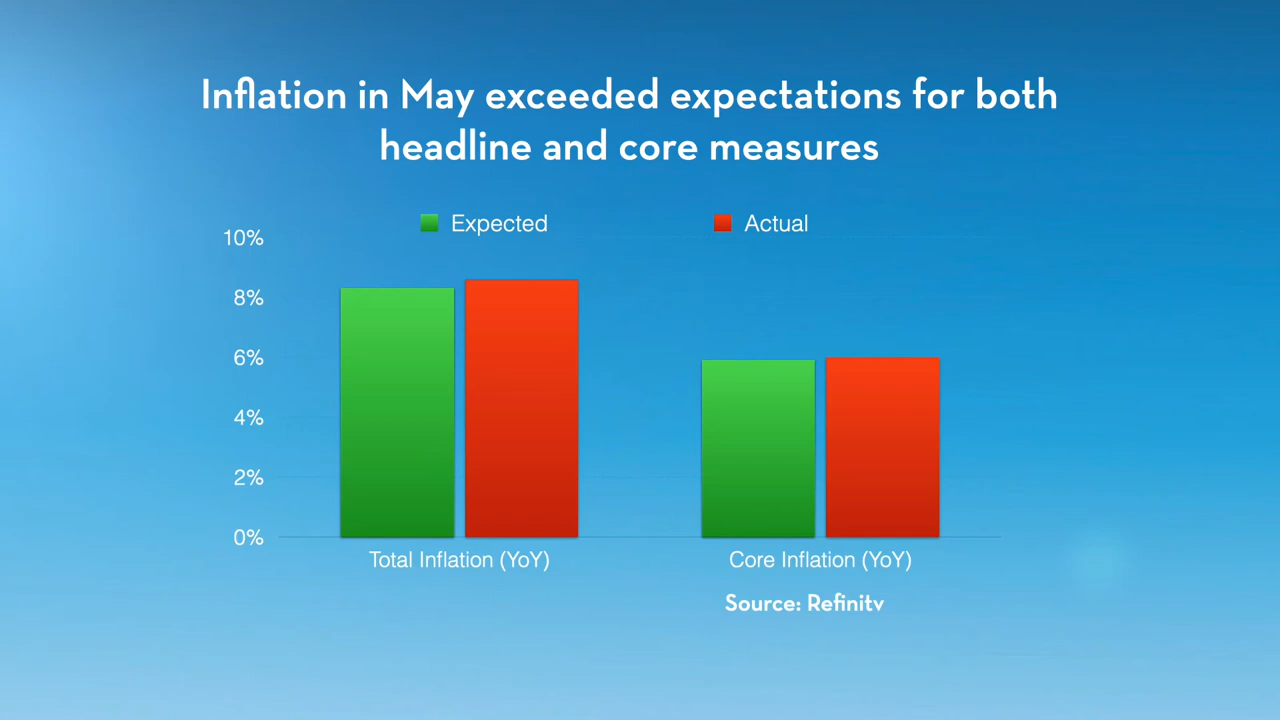 Inflation in May exceeded expectations for both
headline and core measures
Expected
Actual
10%
8%
6%
4%
2%
0%
Total Inflation (YoY)
Core Inflation (YoY)
Source: Refinitv